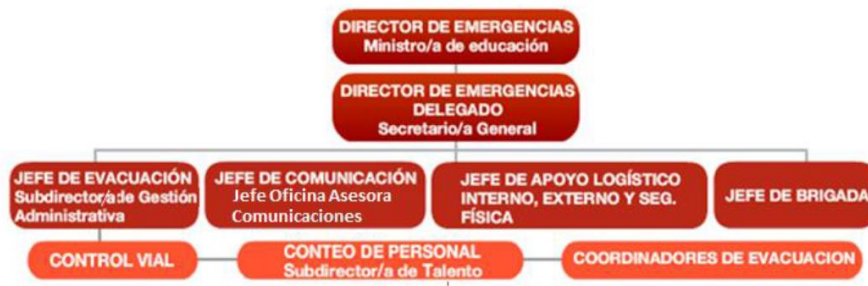 DIRECTOR DE EMERGENCIAS
Ministro/a de educación
DIRECTOR DE EMERGENCIAS
DELEGADO
Secretario/a General
JEFE DE EVACUACIÓN
Subdirector/a de Gestión
Administrativa
JEFE DE COMUNICACIÓN
Jefe Oficina Asesora
Comunicaciones
JEFE DE APOYO LOGÍSTICO
INTERNO, EXTERNO Y SEG.
FÍSICA
JEFE DE BRIGADA
CONTROL VIAL
CONTEO DE PERSONAL
Subdirector/a de Talento
COORDINADORES DE EVACUACION